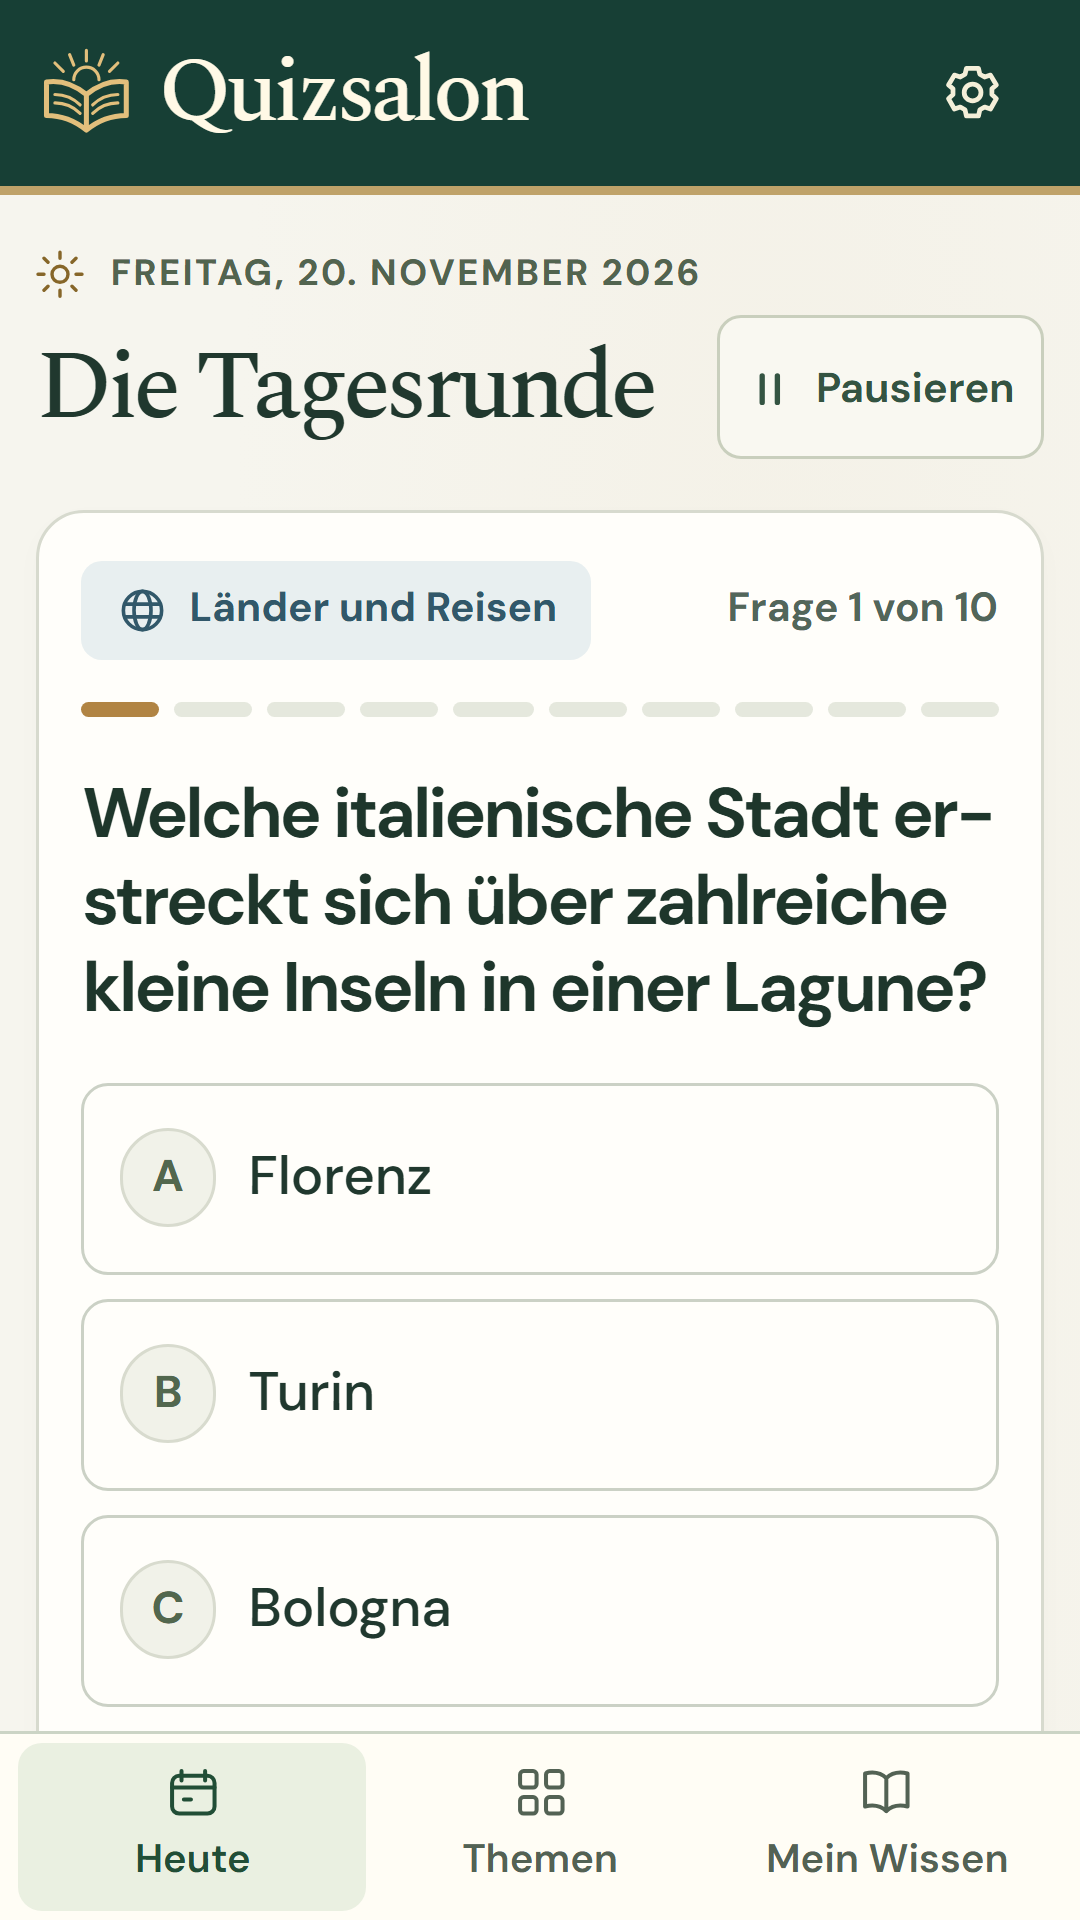 Quizsalon
FREITAG, 20. NOVEMBER 2026
Die Tagesrunde
Pausieren
Länder und Reisen
Frage 1 von 10
Welche italienische Stadt er-
streckt sich über zahlreiche
kleine Inseln in einer Lagune?
A Florenz
B Turin
C Bologna
Heute
Themen
Mein Wissen